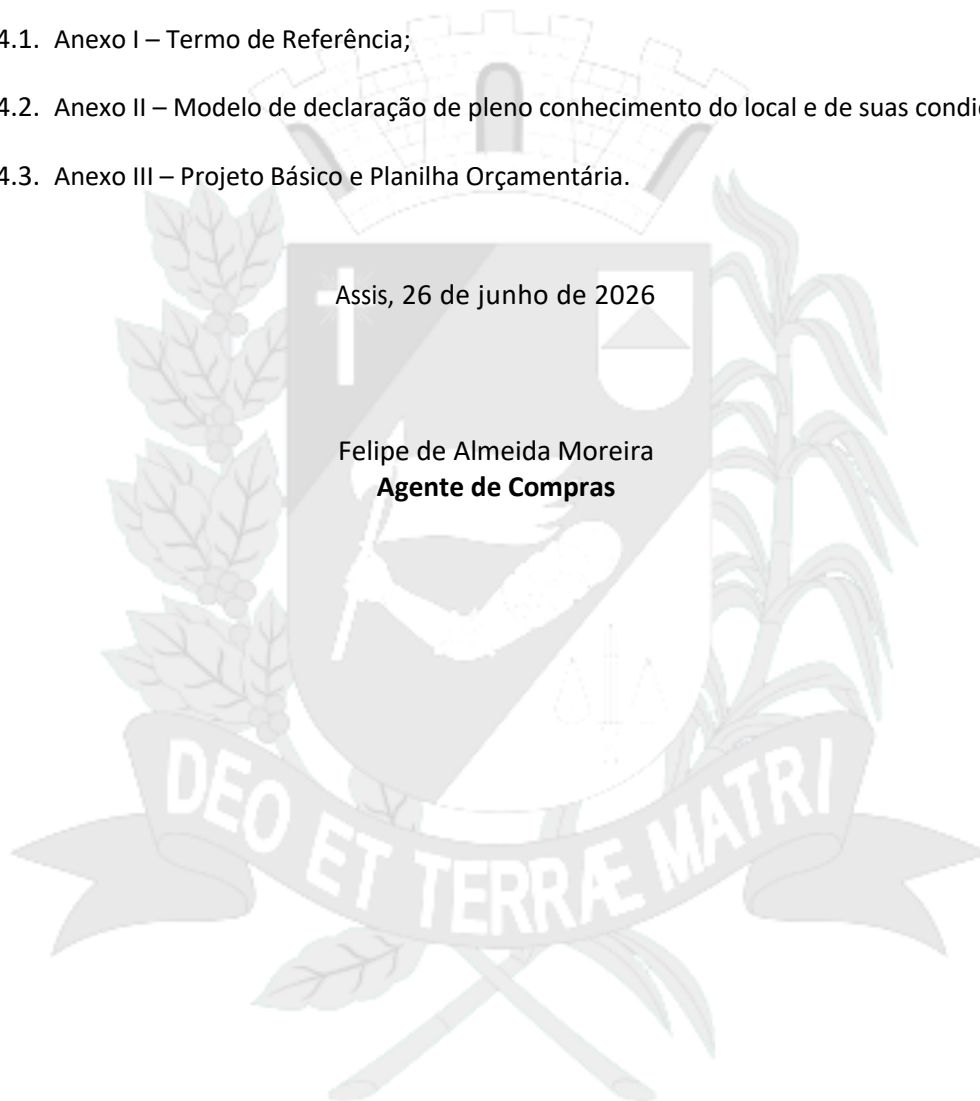 4.1. Anexo I – Termo de Referência;
4.2. Anexo II – Modelo de declaração de pleno conhecimento do local e de suas
4.3. Anexo III – Projeto Básico e Planilha Orçamentária.
Assis, 26 de junho de 2026
Felipe de Almeida Moreira
Agente de Compras
DEO ET TERRÆ MATRI